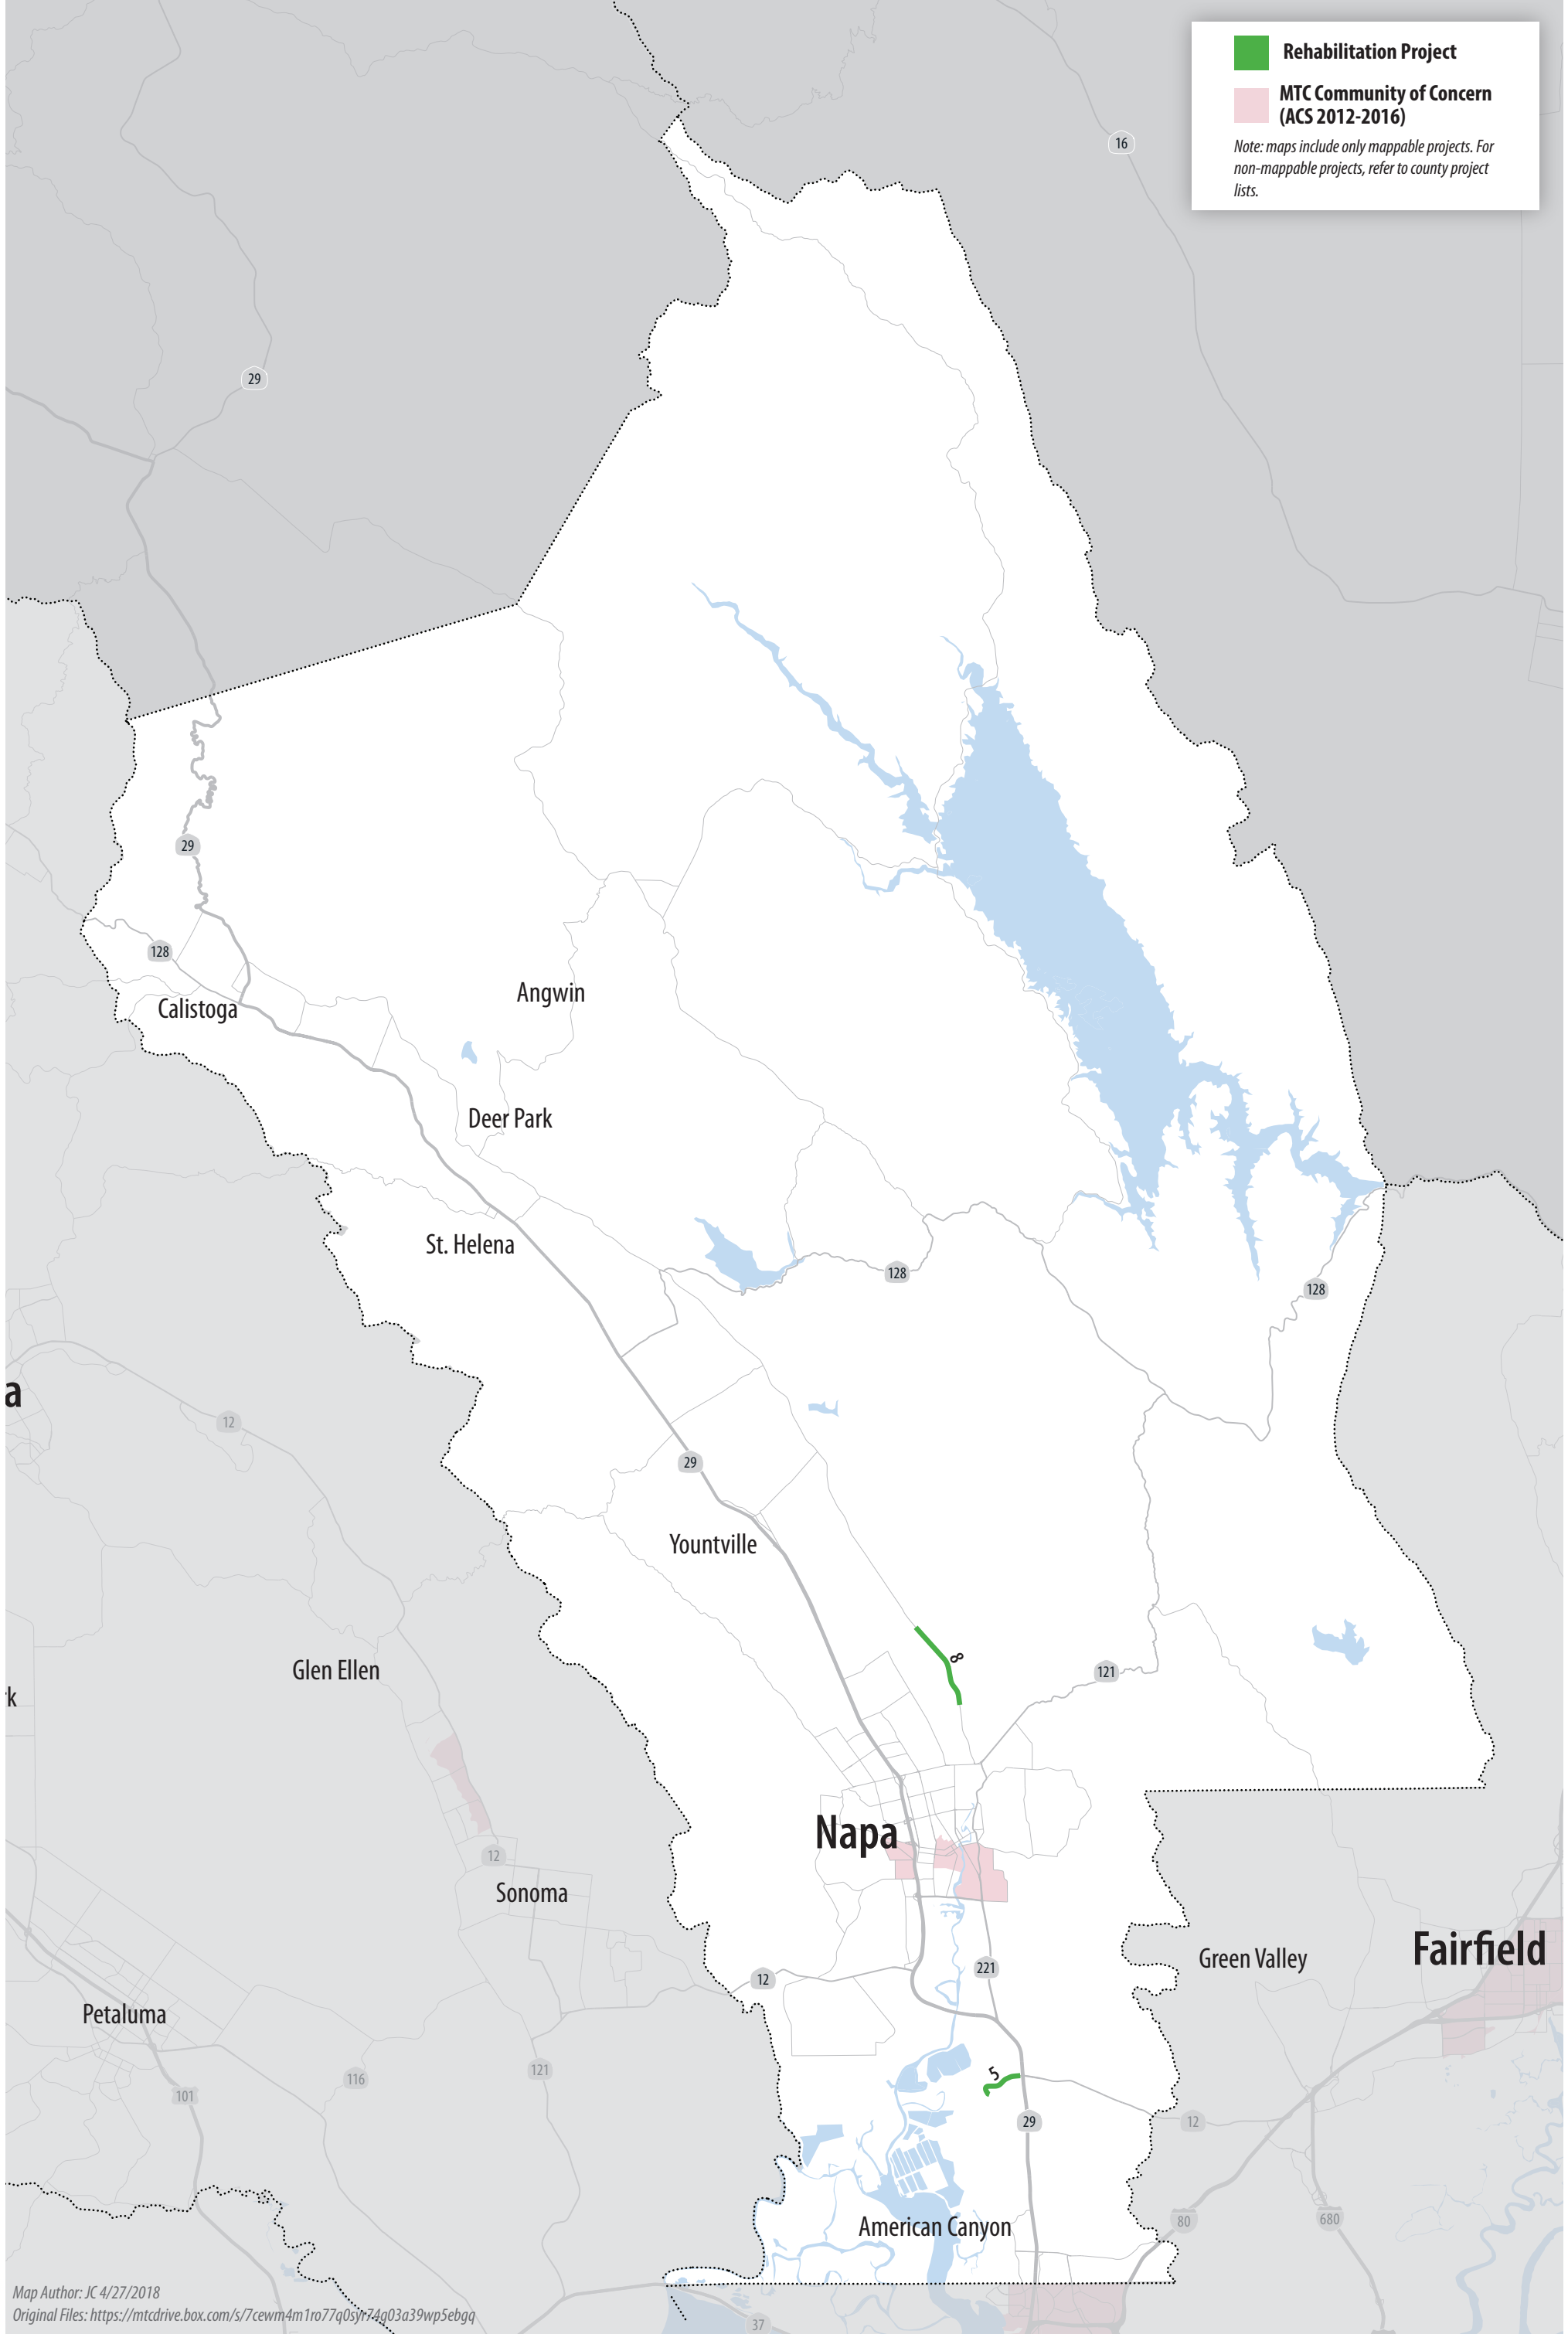 Rehabilitation Project
MTC Community of Concern
(ACS 2012-2016)
Note: maps include only mappable projects. For
non-mappable projects, refer to county project
lists.
16
29
29
128
Calistoga
Angwin
Deer Park
St. Helena
128
128
a
12
29
Yountville
8
Glen Ellen
121
rk
Napa
12
Sonoma
Green Valley
Fairfield
12
221
Petaluma
121
116
101
5
29
12
80
680
American Canyon
37
Map Author: JC 4/27/2018
Original Files: https://mtcdrive.box.com/s/7cewm4m1ro77q0syr74g03a39wp5ebgq